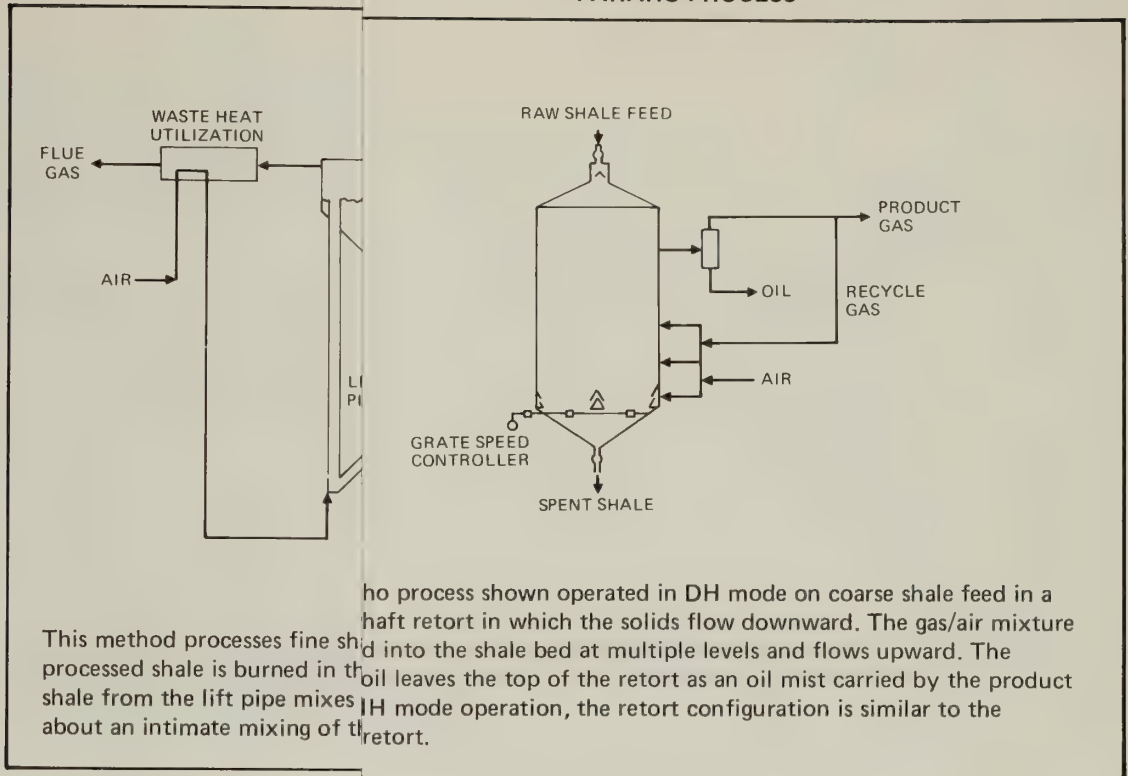 PROCESS
WASTE HEAT
UTILIZATION
FLUE
GAS
AIR
This method processes fine sh
processed shale is burned in th
shale from the lift pipe mixes
about an intimate mixing of t
RAW SHALE FEED
PRODUCT
GAS
OIL
RECYCLE
GAS
AIR
GRATE SPEED
CONTROLLER
SPENT SHALE
ho process shown operated in DH mode on coarse shale feed in a
haft retort in which the solids flow downward. The gas/air mixture
d into the shale bed at multiple levels and flows upward. The
oil leaves the top of the retort as an oil mist carried by the product
IH mode operation, the retort configuration is similar to the
retort.